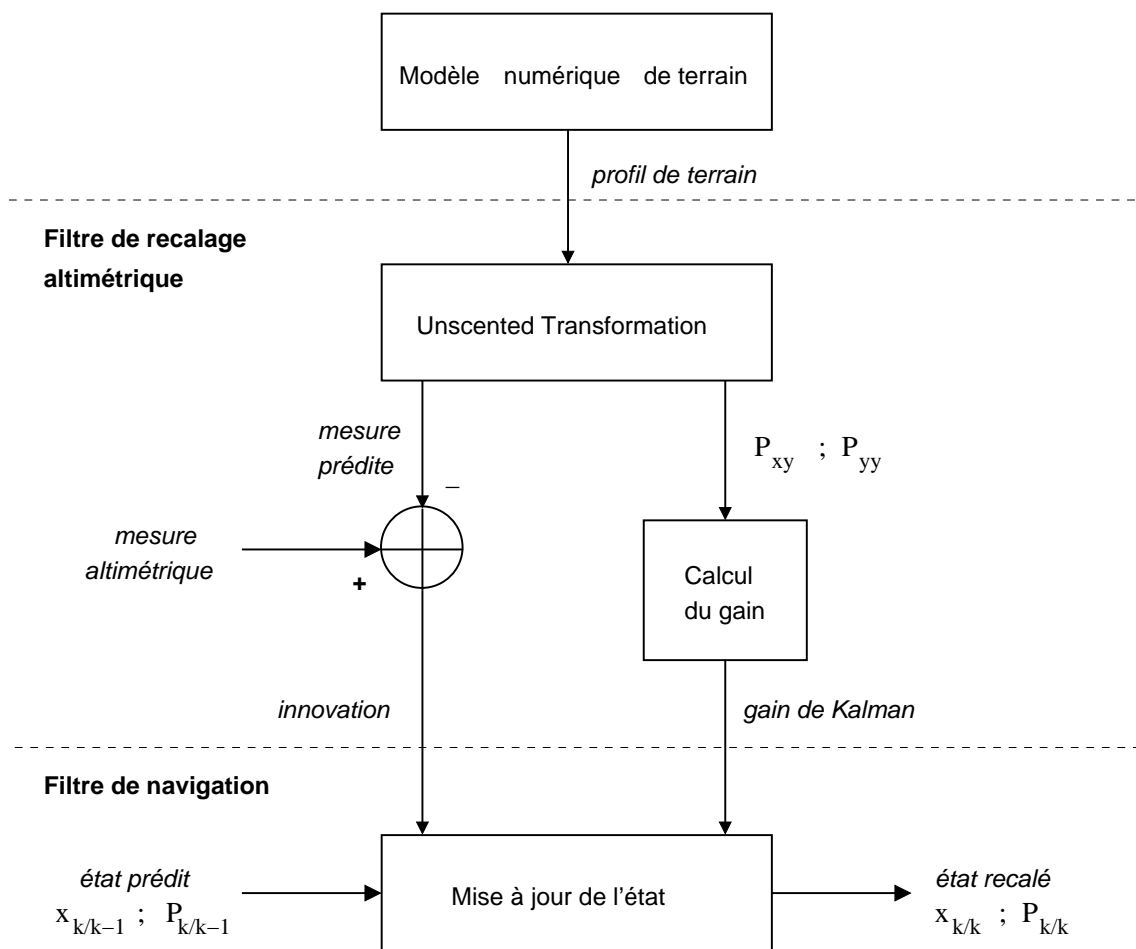 Modèle numérique de terrain
profil de terrain
Filtre de recalage
altimétrique
Unscented Transformation
mesure
prédite
P_xy ; P_yy
−
mesure
altimétrique
+
Calcul
du gain
innovation
gain de Kalman
Filtre de navigation
état prédit
x_k/k−1 ; P_k/k−1
Mise à jour de l'état
état recalé
x_k/k ; P_k/k